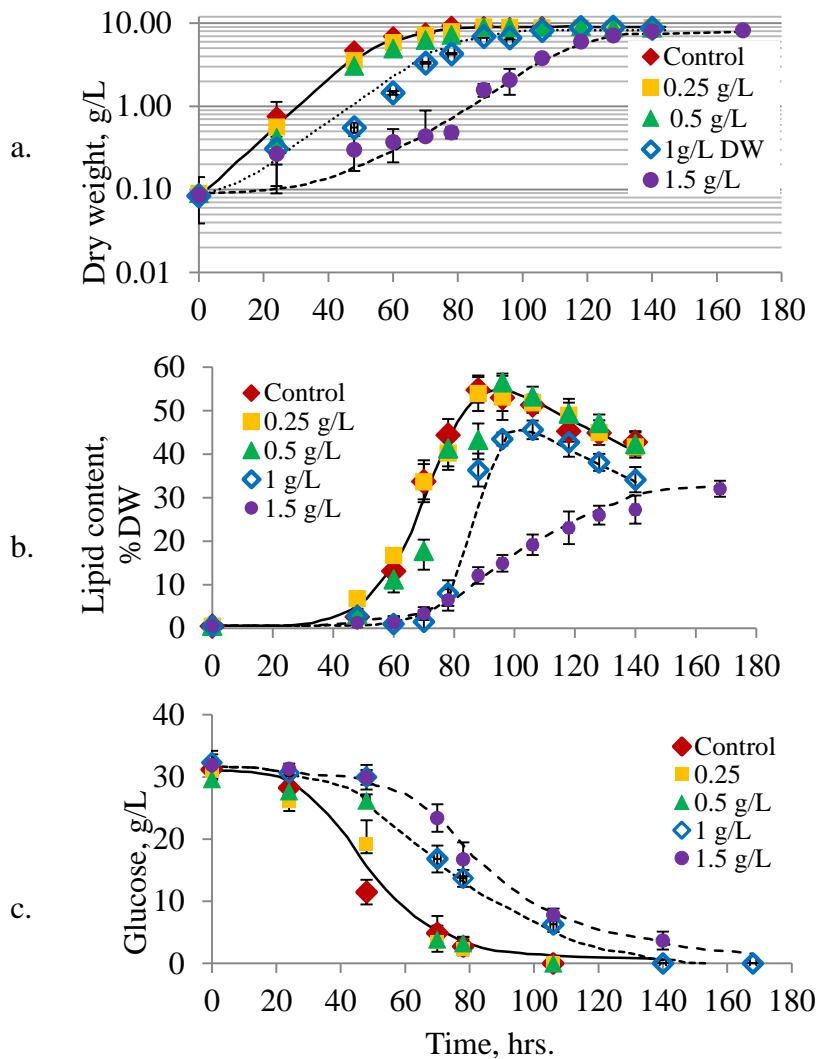 a.
Dry weight, g/L
10.00
1.00
0.10
0.01
Control
0.25 g/L
0.5 g/L
1g/L DW
1.5 g/L
0 20 40 60 80 100 120 140 160 180
b.
Lipid content,
%DW
60
50
40
30
20
10
0
Control
0.25 g/L
0.5 g/L
1 g/L
1.5 g/L
0 20 40 60 80 100 120 140 160 180
c.
Glucose, g/L
40
30
20
10
0
Control
0.25
0.5 g/L
1 g/L
1.5 g/L
0 20 40 60 80 100 120 140 160 180
Time, hrs.